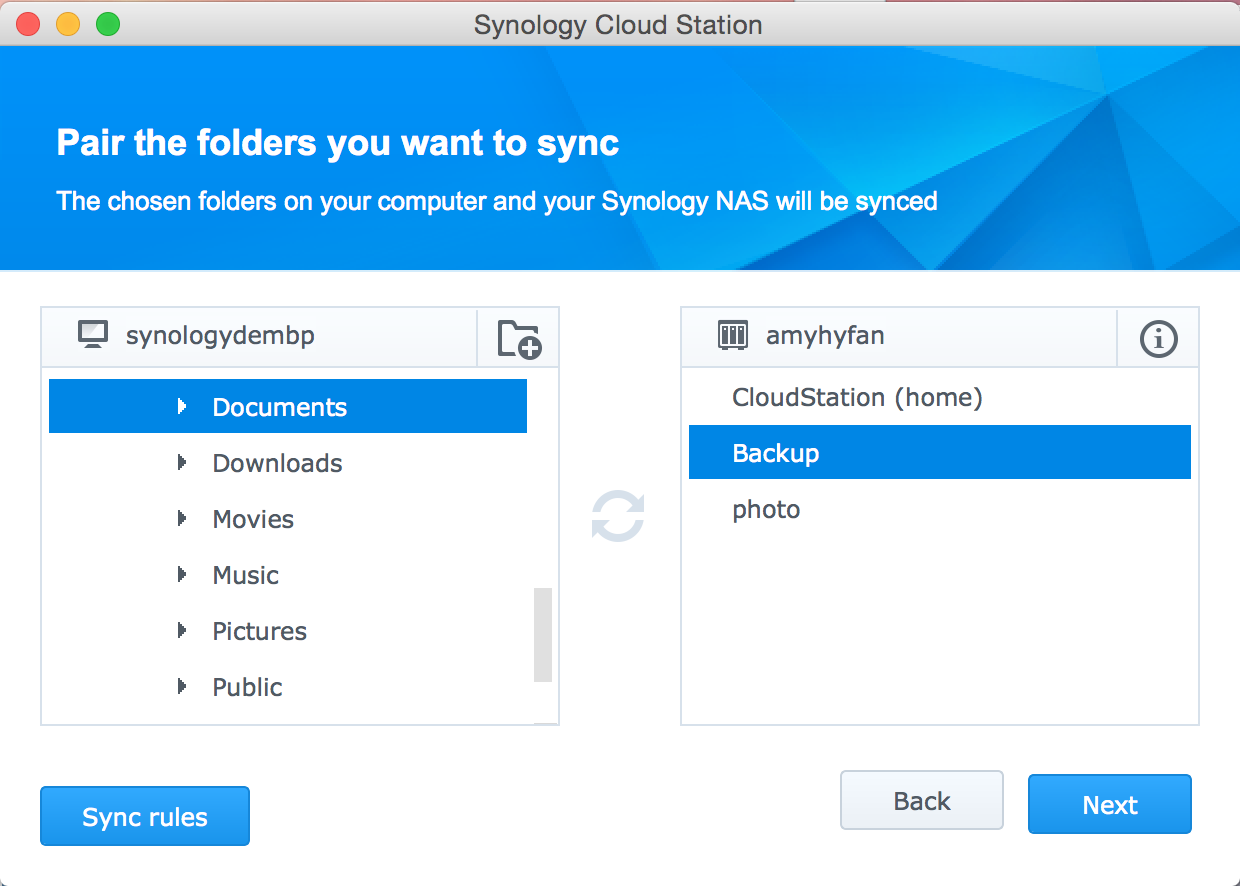 Synology Cloud Station
Pair the folders you want to sync
The chosen folders on your computer and your Synology NAS will be synced
synologydembp
Documents
Downloads
Movies
Music
Pictures
Public
amyhyfan
CloudStation (home)
Backup
photo
Sync rules
Back
Next